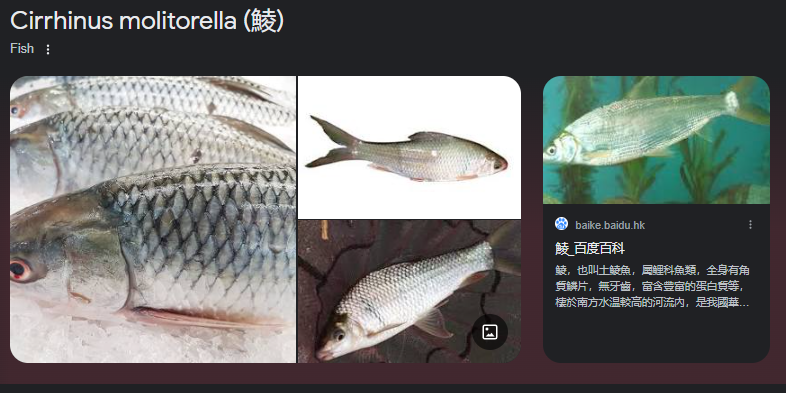 Cirrhinus molitorella (鯪)
Fish
baike.baidu.hk
鯪_百度百科
鯪，也叫土鯪魚，屬鯉科魚類，全身有角
質鱗片，無牙齒，富含豐富的蛋白質等，
棲於南方水溫較高的河流內，是我國華...